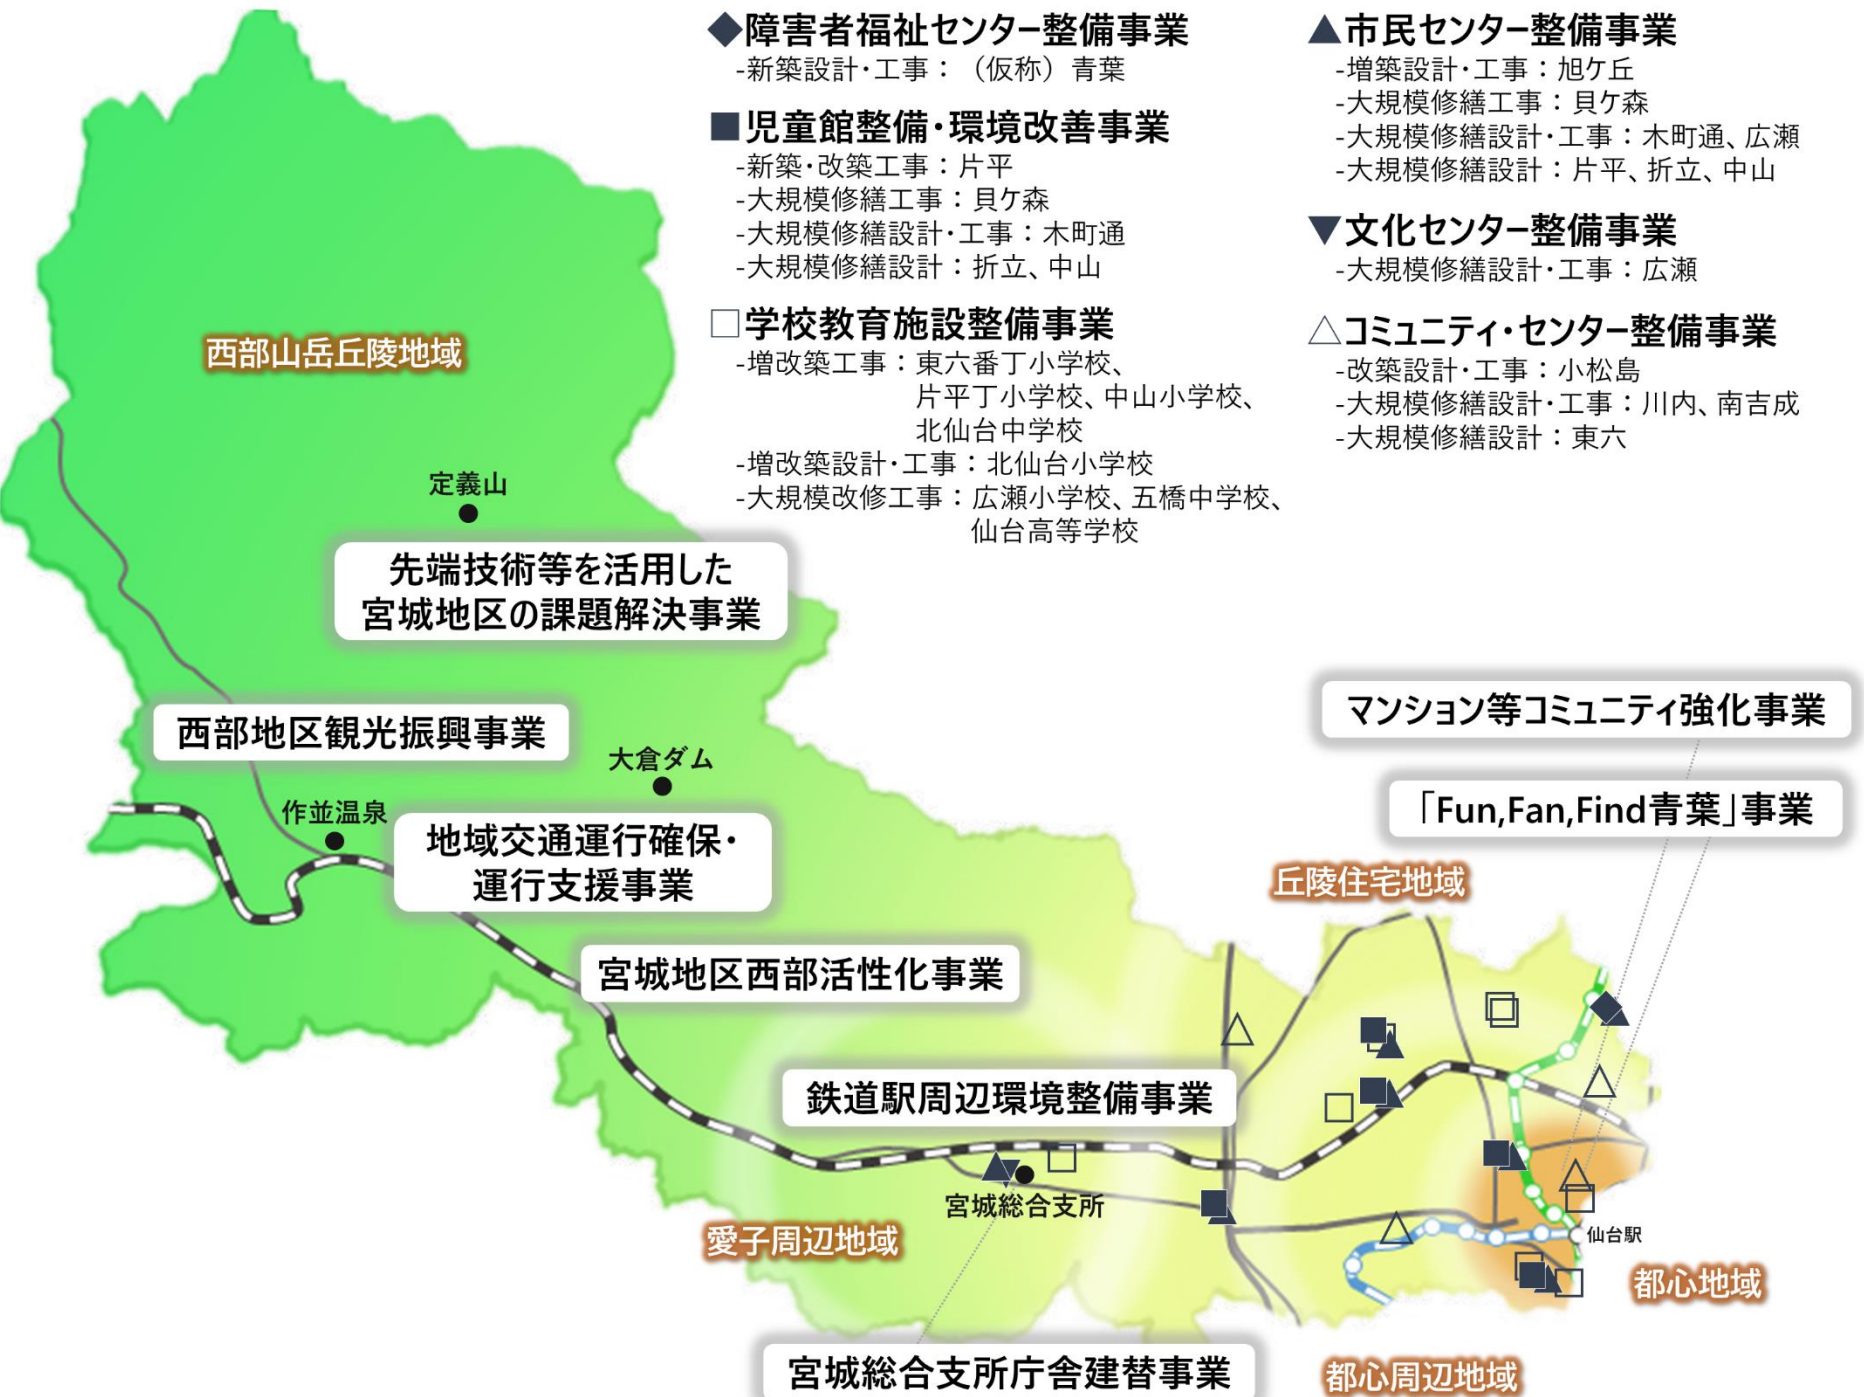 ◆障害者福祉センター整備事業
-新築設計・工事：（仮称）青葉
■児童館整備・環境改善事業
-新築・改築工事：片平
-大規模修繕工事：貝ケ森
-大規模修繕設計・工事：木町通
-大規模修繕設計：折立、中山
□学校教育施設整備事業
-増改築工事：東六番丁小学校、
片平丁小学校、中山小学校、
北仙台中学校
-増改築設計・工事：北仙台小学校
-大規模改修工事：広瀬小学校、五橋中学校、
仙台高等学校
▲市民センター整備事業
-増築設計・工事：旭ケ丘
-大規模修繕工事：貝ケ森
-大規模修繕設計・工事：木町通、広瀬
-大規模修繕設計：片平、折立、中山
▼文化センター整備事業
-大規模修繕設計・工事：広瀬
△コミュニティ・センター整備事業
-改築設計・工事：小松島
-大規模修繕設計・工事：川内、南吉成
-大規模修繕設計：東六
西部山岳丘陵地域
定義山
先端技術等を活用した
宮城地区の課題解決事業
西部地区観光振興事業
大倉ダム
作並温泉
地域交通運行確保・
運行支援事業
マンション等コミュニティ強化事業
「Fun,Fan,Find青葉」事業
丘陵住宅地域
宮城地区西部活性化事業
鉄道駅周辺環境整備事業
宮城総合支所
愛子周辺地域
仙台駅
都心地域
宮城総合支所庁舎建替事業
都心周辺地域